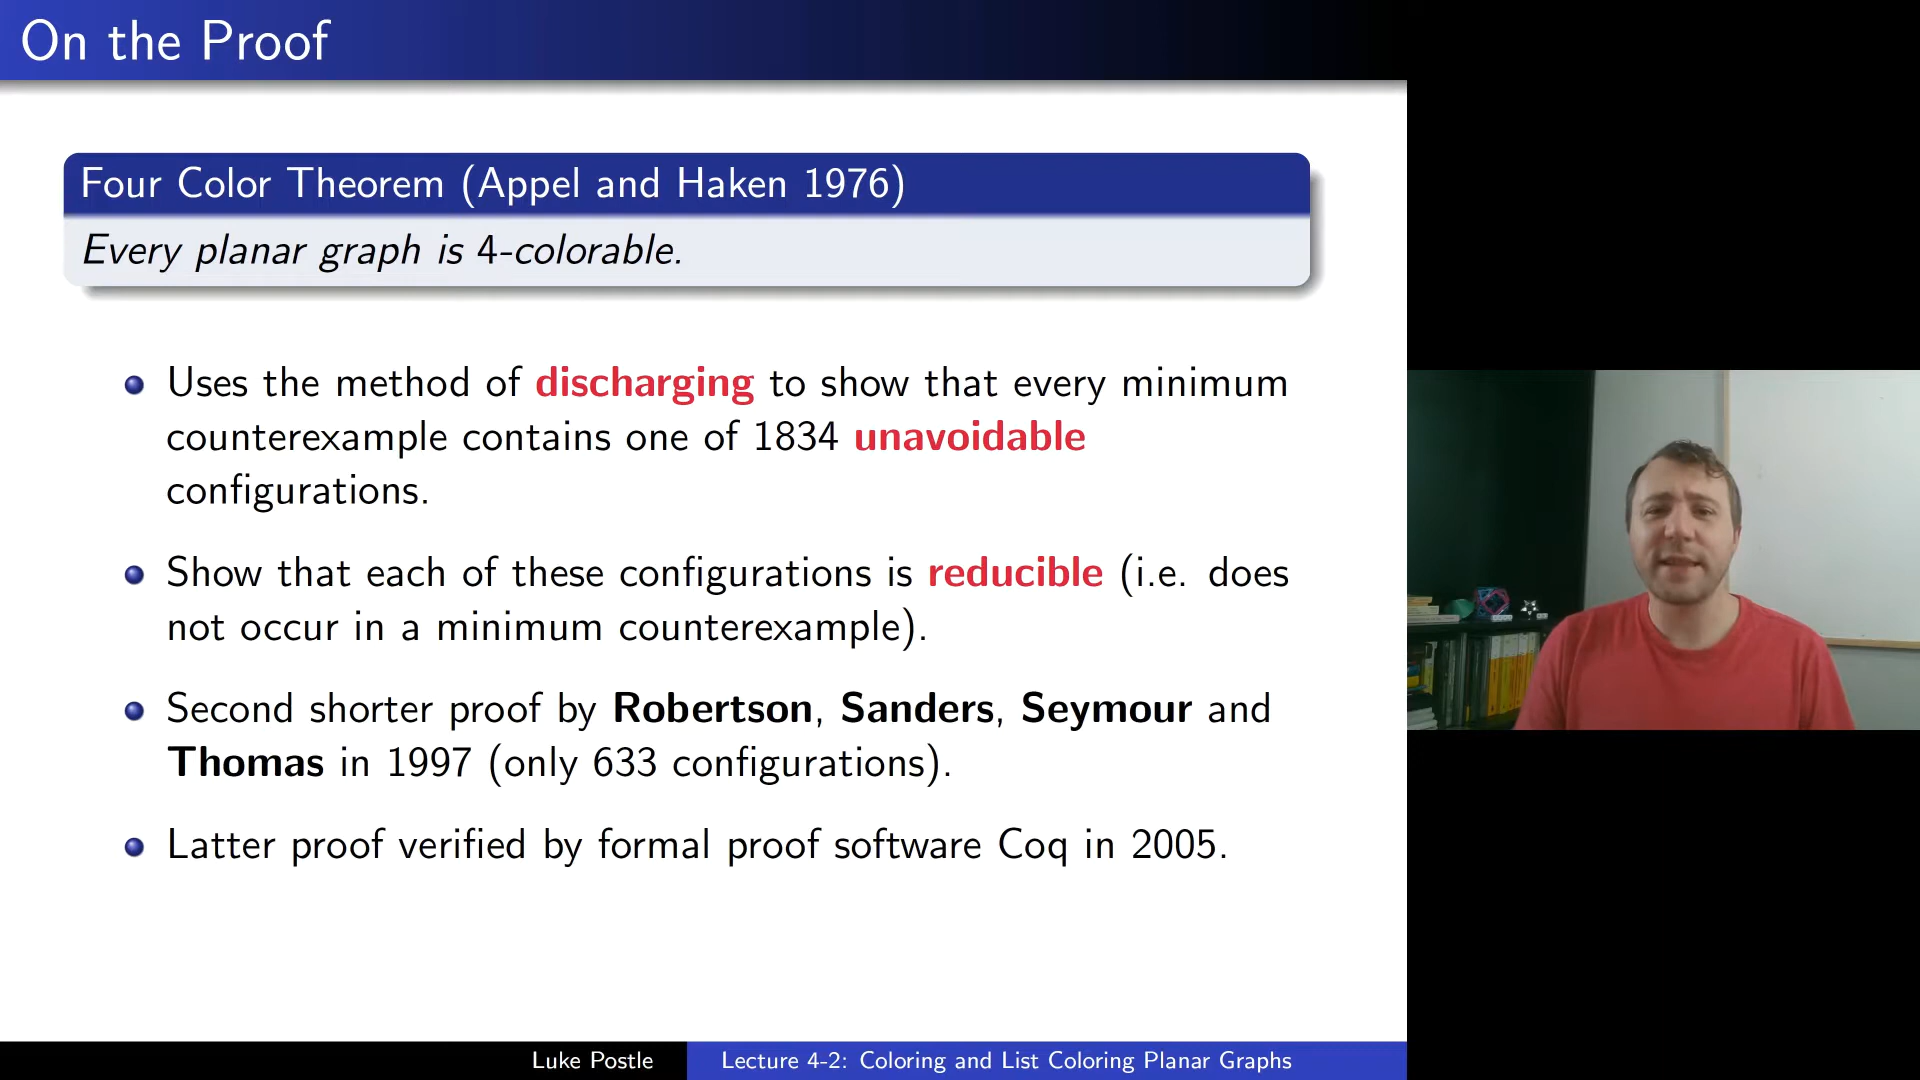 On the Proof
Four Color Theorem (Appel and Haken 1976)
Every planar graph is 4-colorable.
Uses the method of discharging to show that every minimum
counterexample contains one of 1834 unavoidable
configurations.
Show that each of these configurations is reducible (i.e. does
not occur in a minimum counterexample).
Second shorter proof by Robertson, Sanders, Seymour and
Thomas in 1997 (only 633 configurations).
Latter proof verified by formal proof software Coq in 2005.
Luke Postle
Lecture 4-2: Coloring and List Coloring Planar Graphs